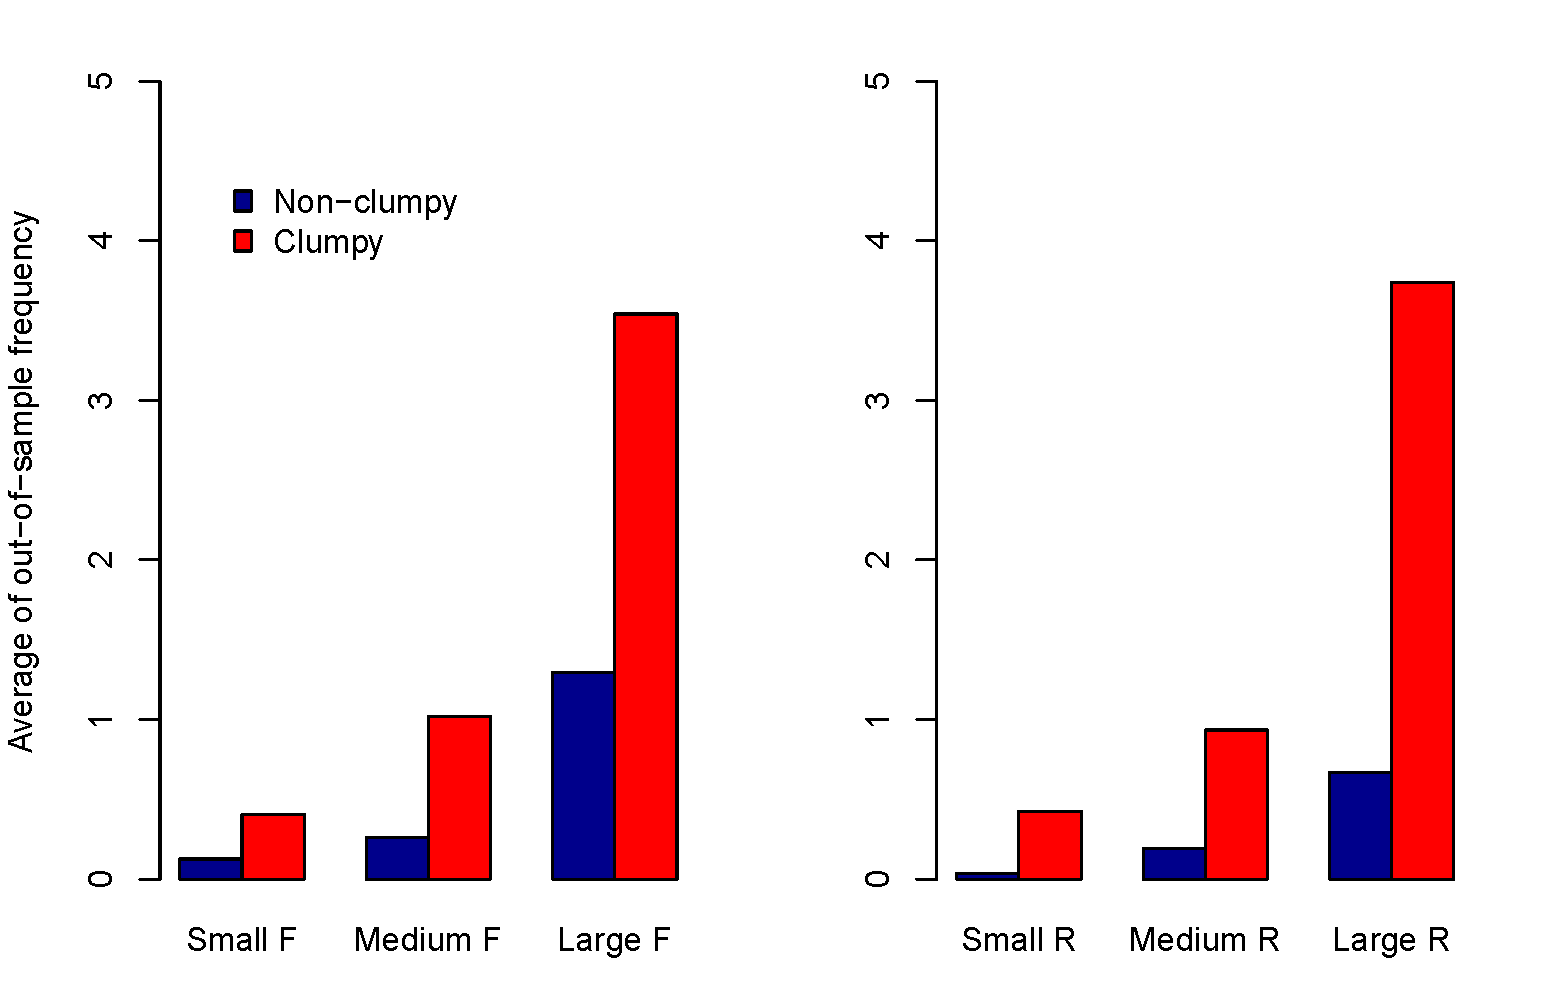 Average of out-of-sample frequency
5
4
3
2
1
0
Non-clumpy
Clumpy
Small F
Medium F
Large F
5
4
3
2
1
0
Small R
Medium R
Large R